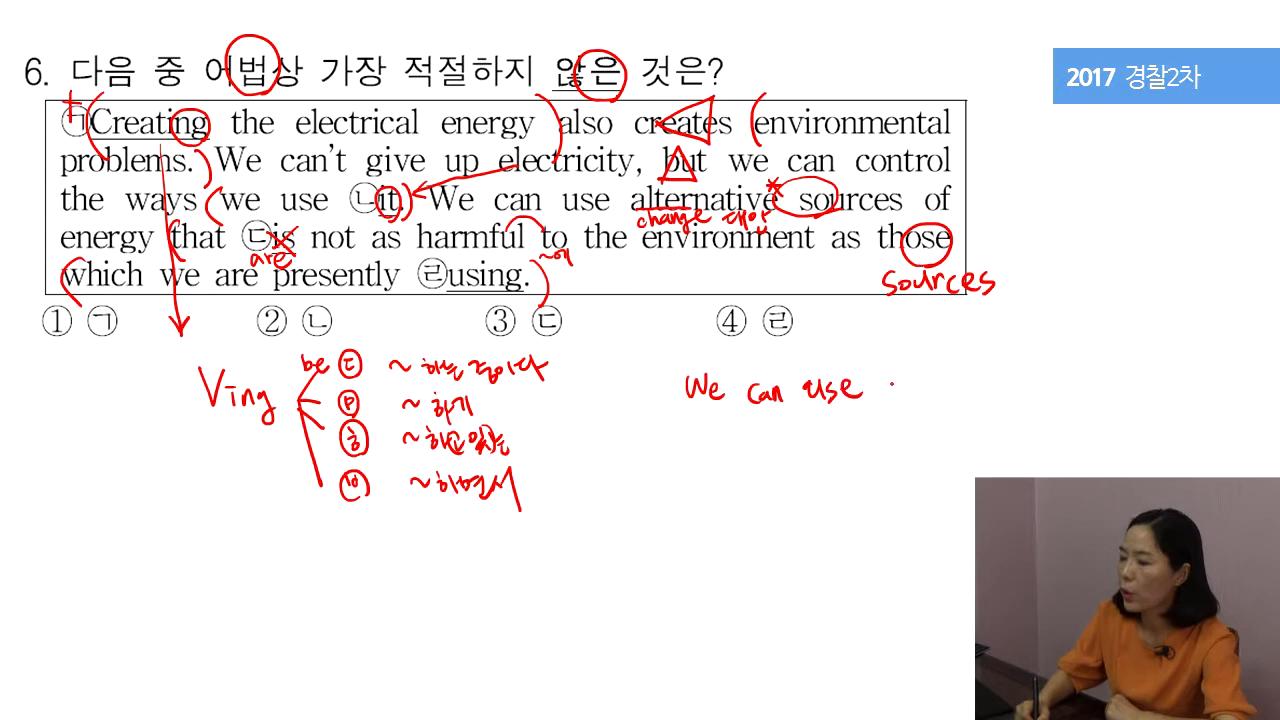 6. 다음 중 어법상 가장 적절하지 않은 것은?
2017 경찰2차
㉠Creating the electrical energy also creates environmental
problems. We can't give up electricity, but we can control
the ways we use ㉡it. We can use alternative sources of
change 대안
energy that ㉢is not as harmful to the environment as those
are ~에
which we are presently ㉣using.
sources
① ㉠ ② ㉡ ③ ㉢ ④ ㉣
Ving
be ㉢ ~하는 중이다
~하기
~하고 있는
~하면서
We can use